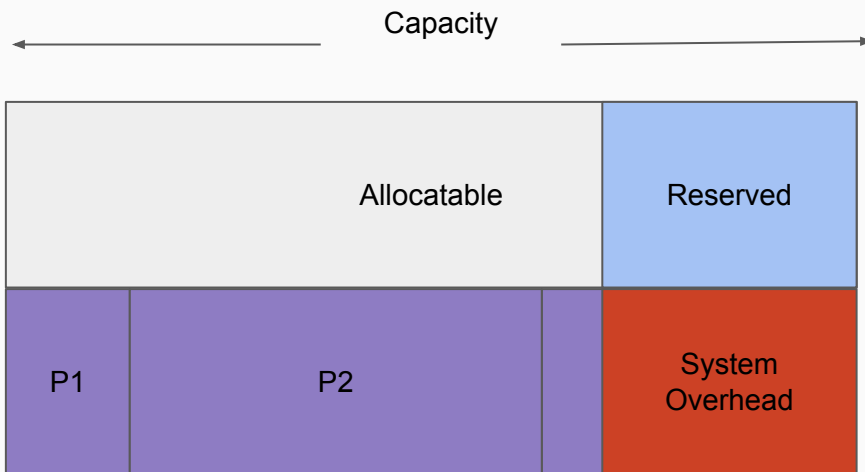 Capacity
Allocatable
Reserved
P1
P2
System
Overhead